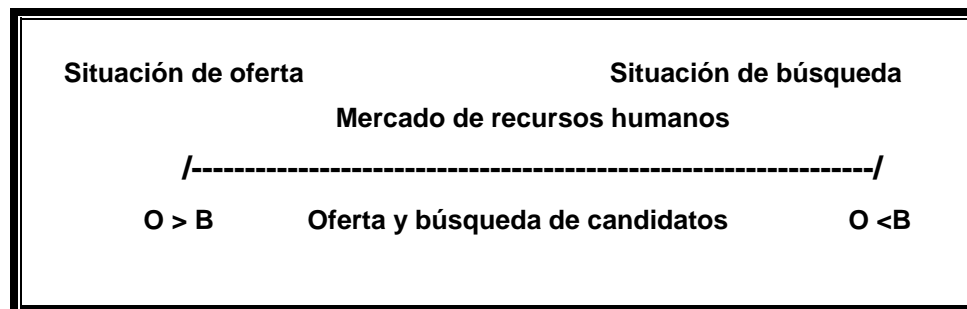 Situación de oferta Situación de búsqueda
Mercado de recursos humanos
/----------------------------------------------------------------/
O > B Oferta y búsqueda de candidatos O <B